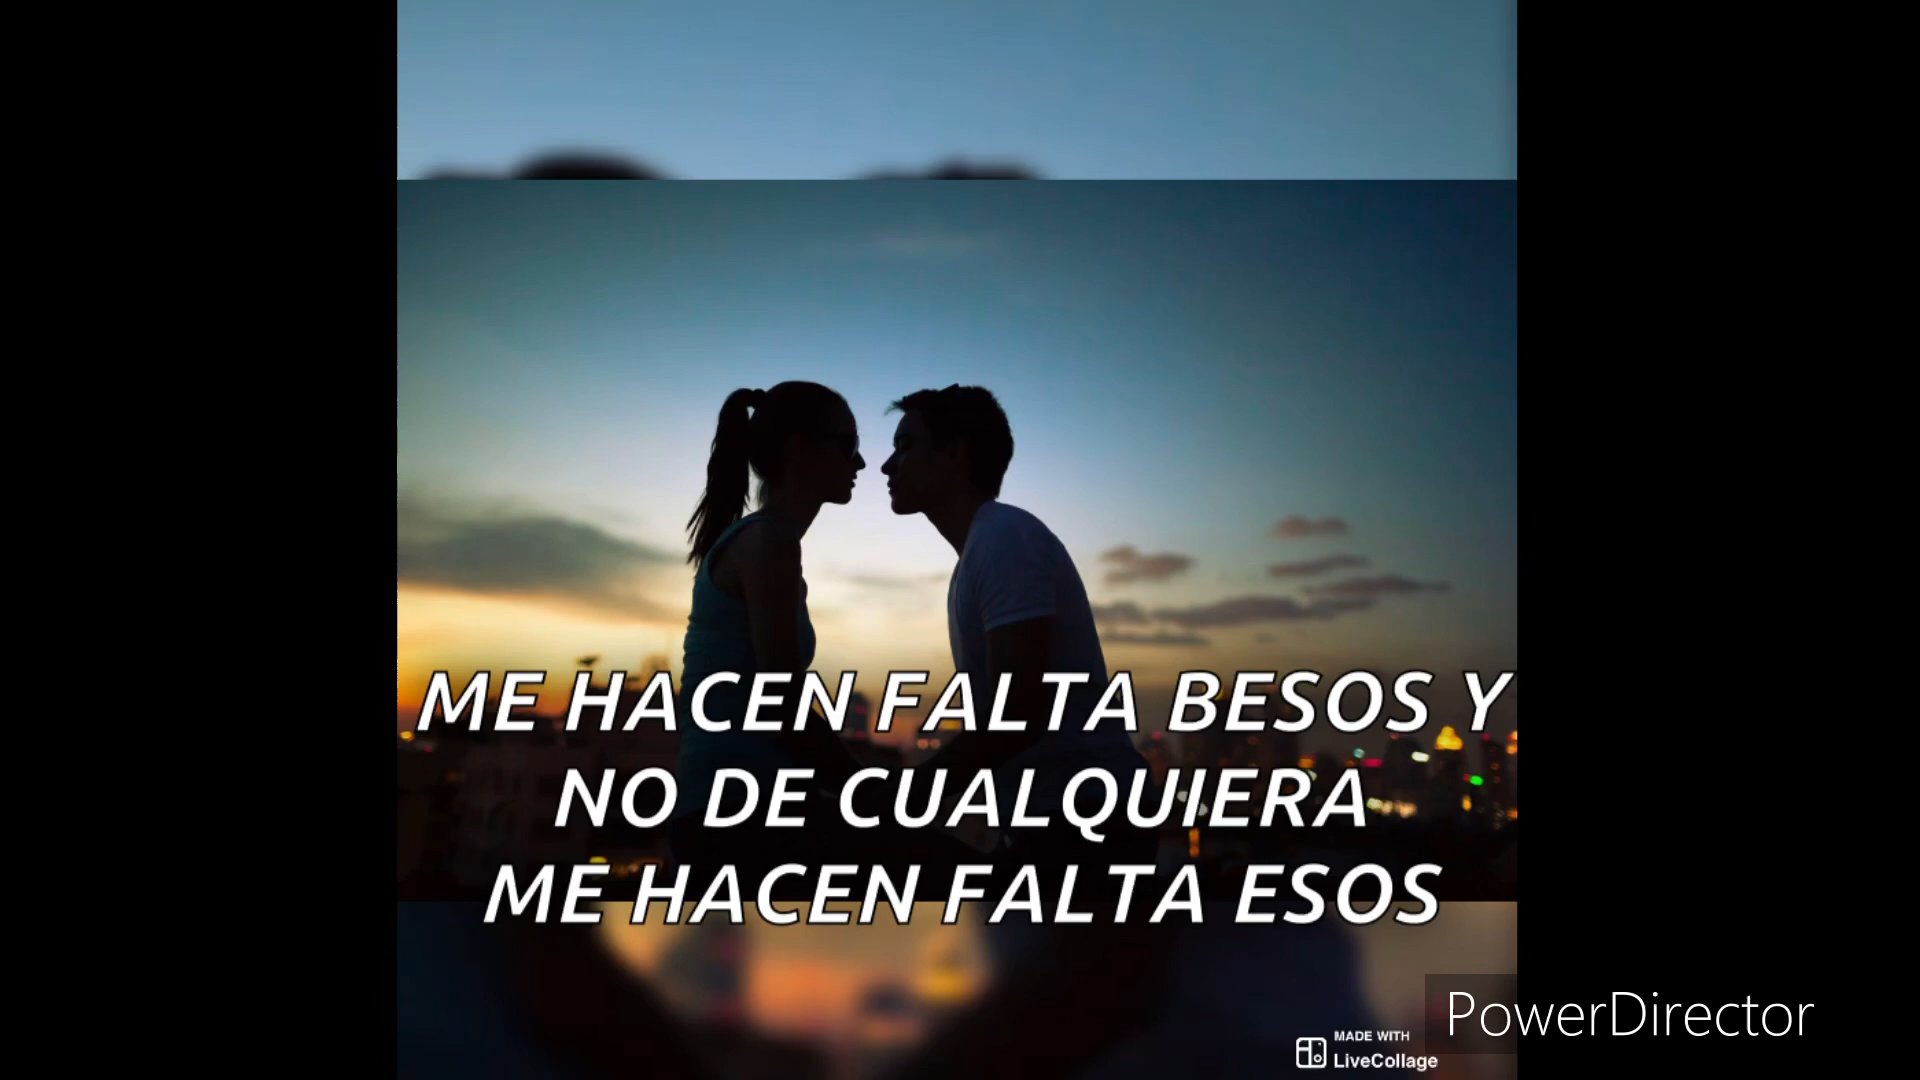 ME HACEN FALTA BESOS Y
NO DE CUALQUIERA
ME HACEN FALTA ESOS
PowerDirector
MADE WITH
LiveCollage